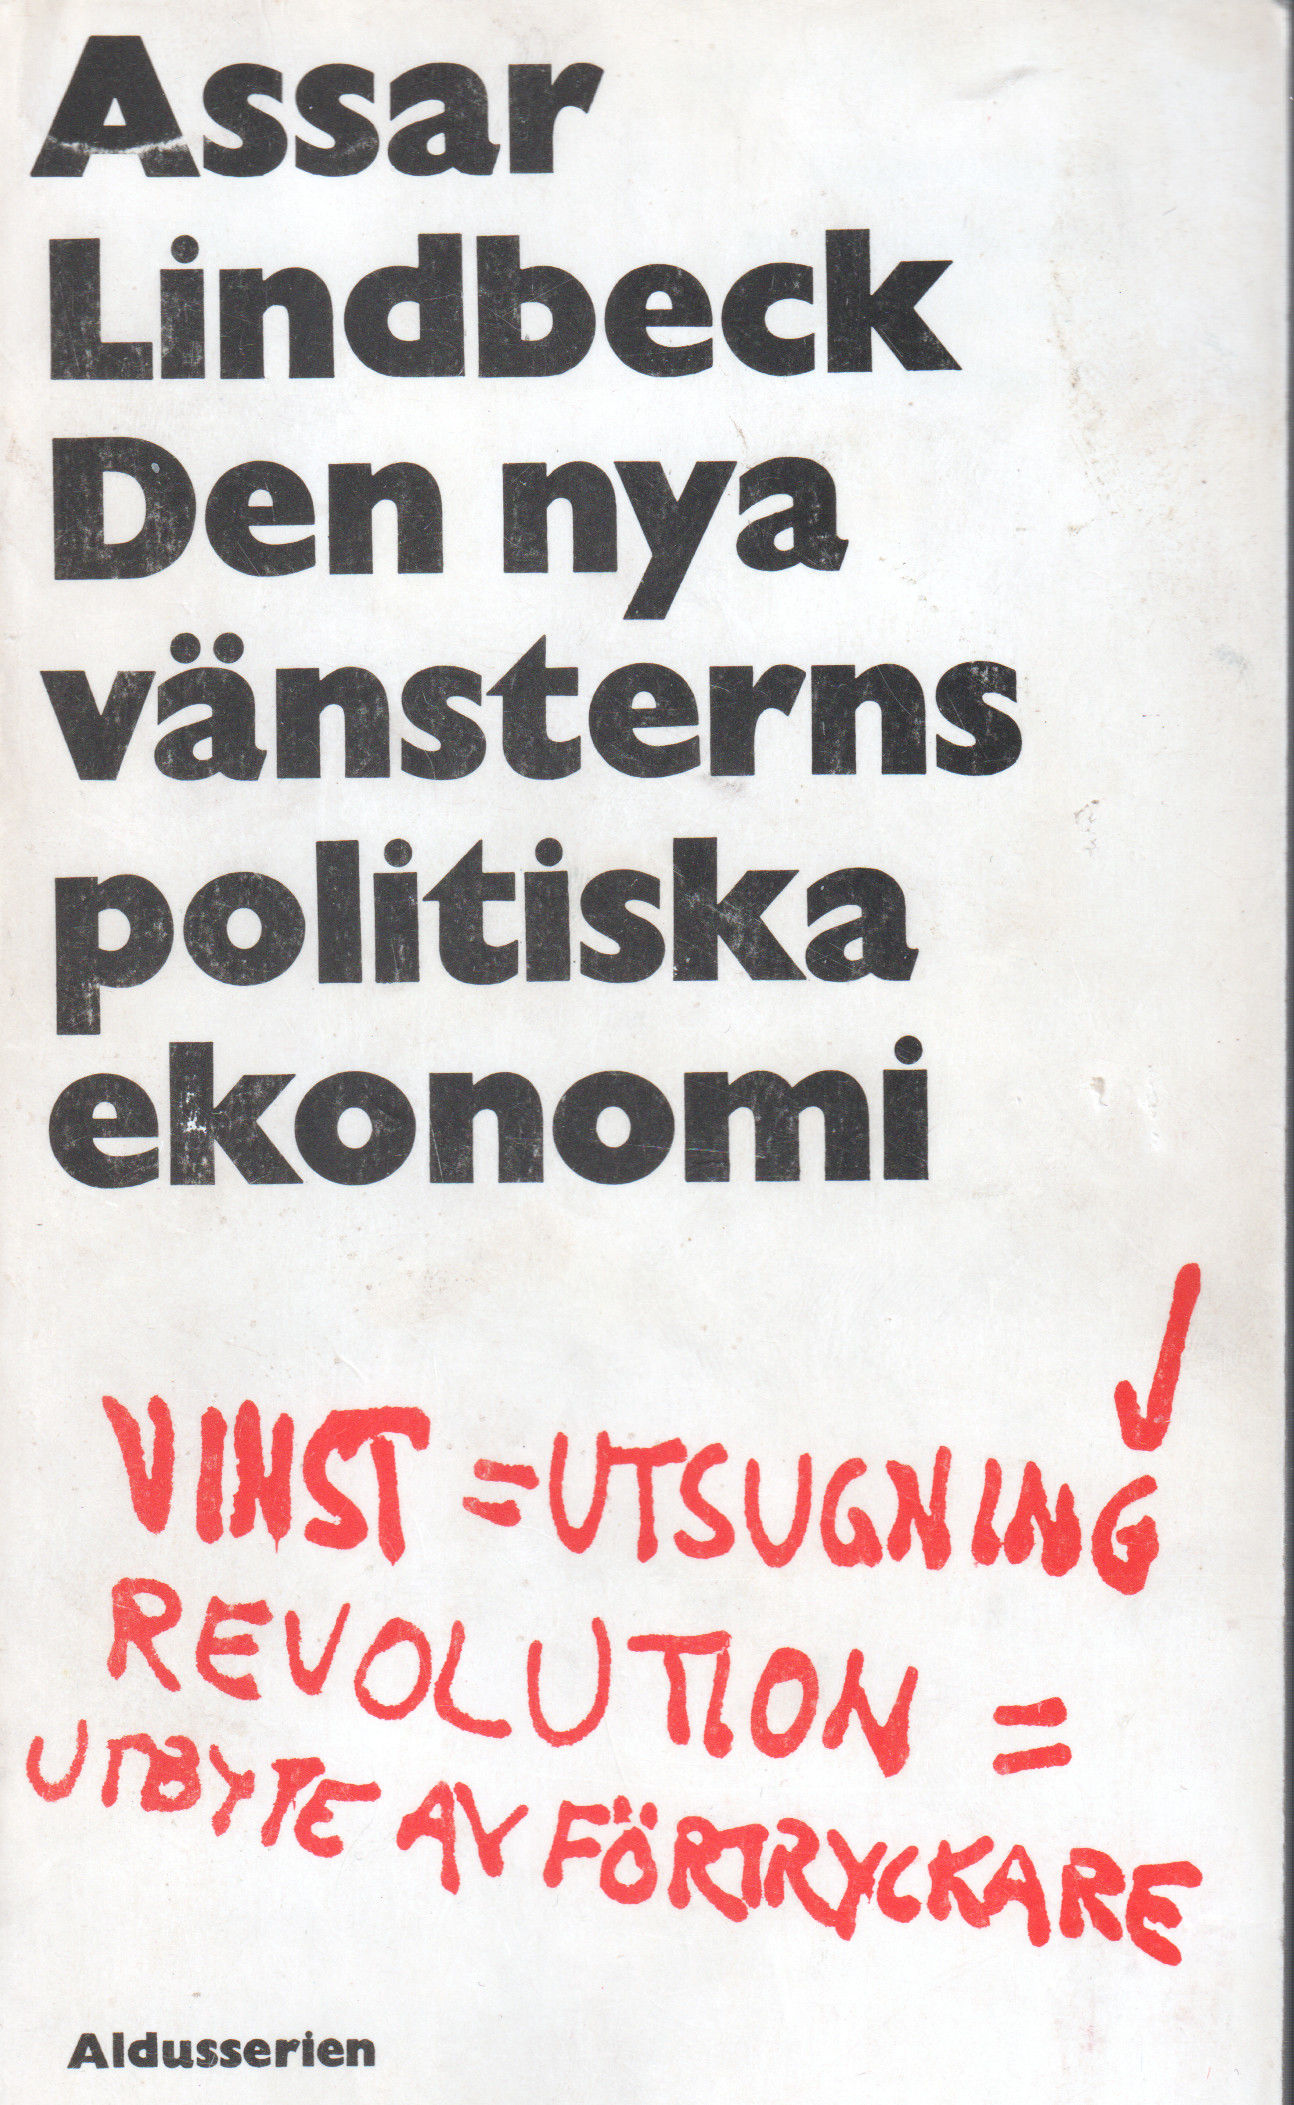 Assar
Lindbeck
Den nya
vänsterns
politiska
ekonomi
VINST = UTSUGNING
REVOLUTION =
UTBYTE AV FÖRTRYCKARE
Aldusserien